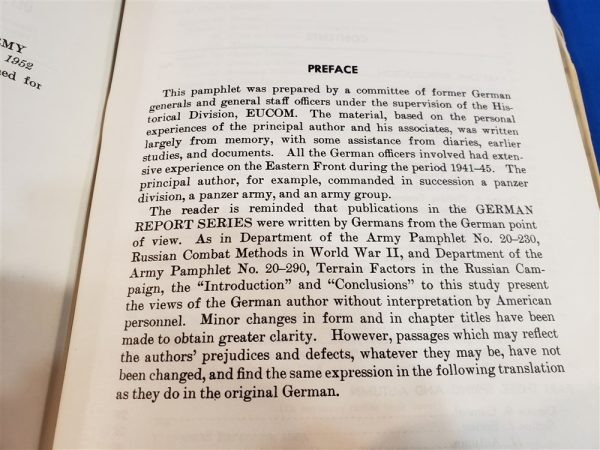 MY
1952
ed for
PREFACE
This pamphlet was prepared by a committee of former German
generals and general staff officers under the supervision of the His-
torical Division, EUCOM. The material, based on the personal
experiences of the principal author and his associates, was written
largely from memory, with some assistance from diaries, earlier
studies, and documents. All the German officers involved had exten-
sive experience on the Eastern Front during the period 1941-45. The
principal author, for example, commanded in succession a panzer
division, a panzer army, and an army group.
The reader is reminded that publications in the GERMAN
REPORT SERIES were written by Germans from the German point
of view. As in Department of the Army Pamphlet No. 20-230,
Russian Combat Methods in World War II, and Department of the
Army Pamphlet No. 20-290, Terrain Factors in the Russian Cam-
paign, the “Introduction” and “Conclusions” to this study present
the views of the German author without interpretation by American
personnel. Minor changes in form and in chapter titles have been
made to obtain greater clarity. However, passages which may reflect
the authors’ prejudices and defects, whatever they may be, have not
been changed, and find the same expression in the following translation
as they do in the original German.